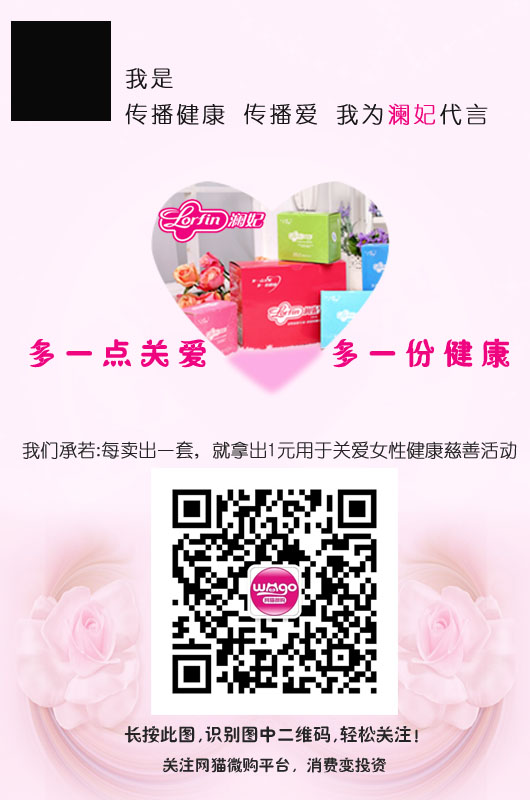 我是
传播健康 传播爱 我为澜妃代言
Lorfin 澜妃
Lorfin 澜妃
多一点关爱
多一份健康
我们承若:每卖出一套，就拿出1元用于关爱女性健康慈善活动
wago
网猫微购
长按此图,识别图中二维码,轻松关注!
关注网猫微购平台，消费变投资